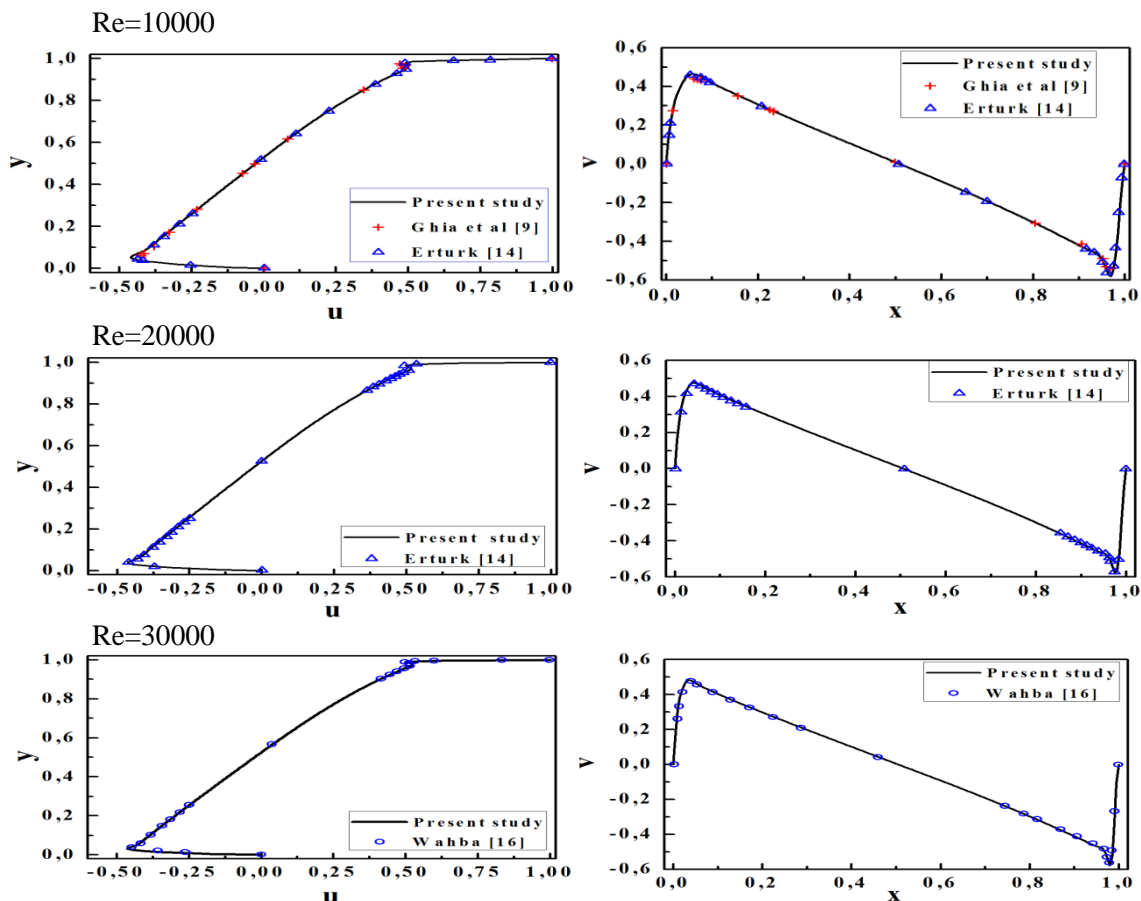 Re=10000
y
1,0
0,8
0,6
0,4
0,2
0,0
-0,50
-0,25
0,00
0,25
0,50
0,75
1,00
u
Present study
Ghia et al [9]
Erturk [14]
v
0,6
0,4
0,2
0,0
-0,2
-0,4
-0,6
0,0
0,2
0,4
0,6
0,8
1,0
x
Present study
Ghia et al [9]
Erturk [14]
Re=20000
y
1,0
0,8
0,6
0,4
0,2
0,0
-0,50
-0,25
0,00
0,25
0,50
0,75
1,00
u
Present study
Erturk [14]
v
0,6
0,4
0,2
0,0
-0,2
-0,4
-0,6
0,0
0,2
0,4
0,6
0,8
1,0
x
Present study
Erturk [14]
Re=30000
y
1,0
0,8
0,6
0,4
0,2
0,0
-0,50
-0,25
0,00
0,25
0,50
0,75
1,00
u
Present study
Wahba [16]
v
0,6
0,4
0,2
0,0
-0,2
-0,4
-0,6
0,0
0,2
0,4
0,6
0,8
1,0
x
Present study
Wahba [16]